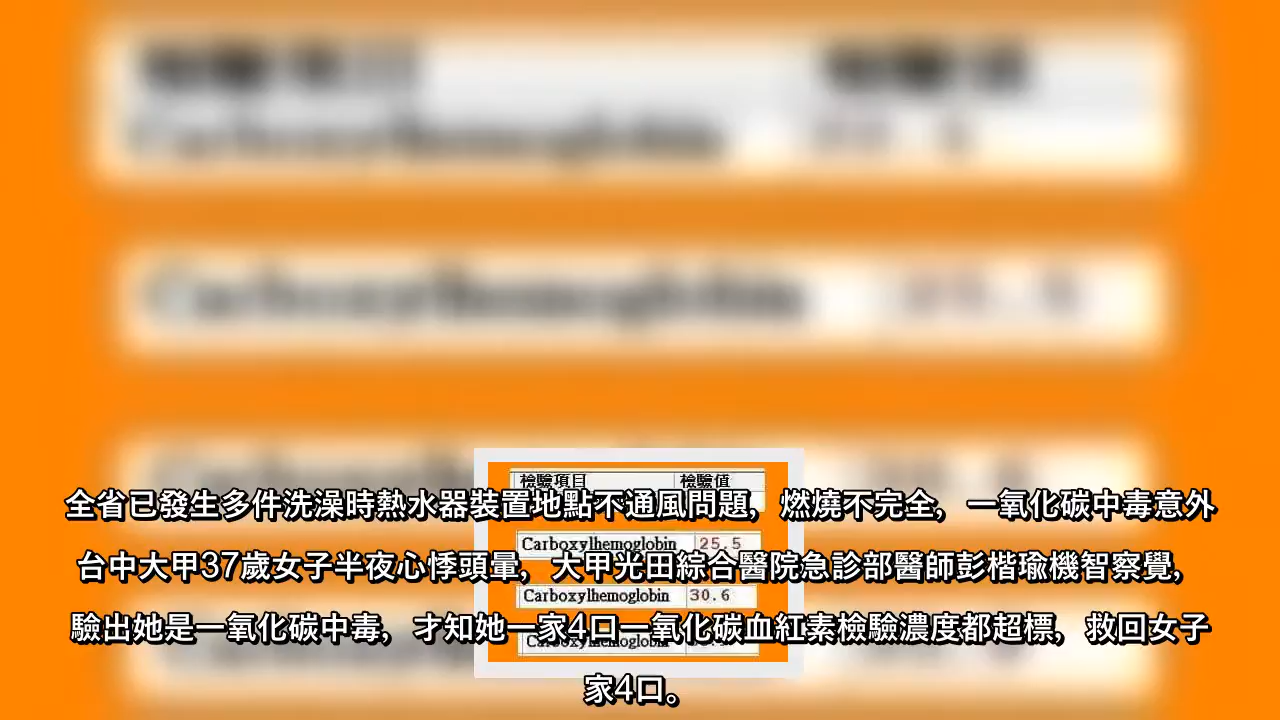 檢驗項目 檢驗值
全省已發生多件洗澡時熱水器裝置地點不通風問題，燃燒不完全，一氧化碳中毒意外
Carboxylhemoglobin 25.5
台中大甲37歲女子半夜心悸頭暈，大甲光田綜合醫院急診部醫師彭楷瑜機智察覺，
Carboxylhemoglobin 30.6
驗出她是一氧化碳中毒，才知她一家4口一氧化碳血紅素檢驗濃度都超標，救回女子
Carboxylhemoglobin
家4口。